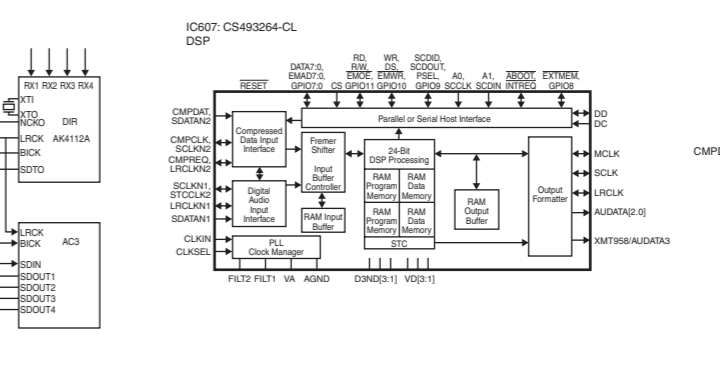 IC607: CS493264-CL
DSP
RX1 RX2 RX3 RX4
XTI
XTO
NCKO
DIR
LRCK
AK4112A
BICK
SDTO
LRCK
BICK
AC3
SDIN
SDOUT1
SDOUT2
SDOUT3
SDOUT4
RESET
DATA7:0,
EMAD7:0,
GPIO7:0
CS
RD,
R/W,
EMOE,
GPIO11
WR,
DS,
EMWR,
GPIO10
SCDID,
SCDOUT,
PSEL,
GPIO9
A0,
SCCLK
A1,
SCDIN
ABOOT,
INTREQ
EXTMEM,
GPIO8
CMPDAT,
SDATAN2
CMPCLK,
SCLKN2
CMPREQ,
LRCLKN2
SCLKN1,
STCCLK2
LRCLKN1
SDATAN1
CLKIN
CLKSEL
Parallel or Serial Host Interface
Compressed
Data Input
Interface
Digital
Audio
Input
Interface
Fremer
Shifter
Input
Buffer
Controller
RAM Input
Buffer
24-Bit
DSP Processing
RAM
Program
Memory
RAM
Data
Memory
RAM
Program
Memory
RAM
Data
Memory
STC
RAM
Output
Buffer
Output
Formatter
PLL
Clock Manager
DD
DC
MCLK
SCLK
LRCLK
AUDATA[2.0]
XMT958/AUDATA3
FILT2 FILT1 VA AGND D3ND[3:1] VD[3:1]
CMPD